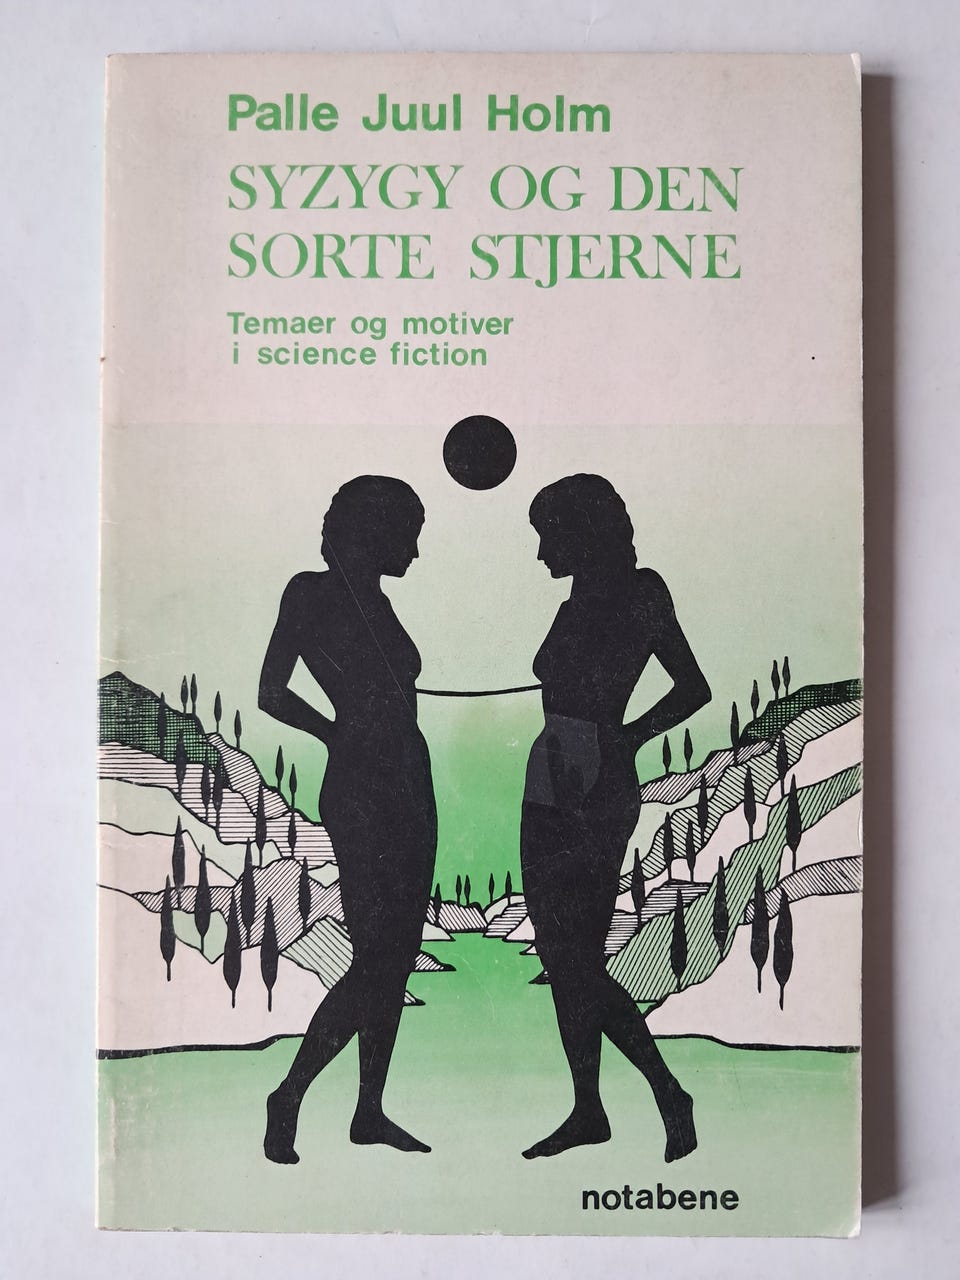 Palle Juul Holm
SYZYGY OG DEN
SORTE STJERNE
Temaer og motiver
i science fiction
notabene